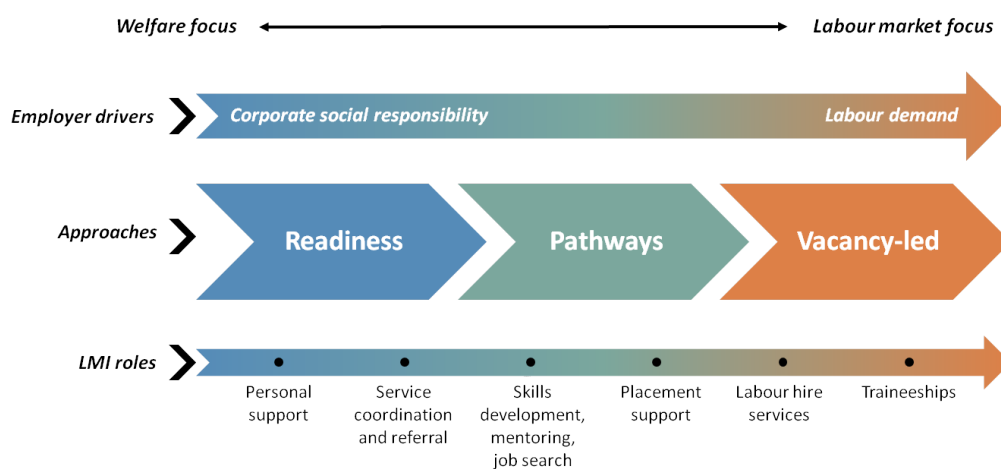 Welfare focus
Labour market focus
Employer drivers
Corporate social responsibility
Labour demand
Approaches
Readiness
Pathways
Vacancy-led
LMI roles
Personal
support
Service
coordination
and referral
Skills
development,
mentoring,
job search
Placement
support
Labour hire
services
Traineeships